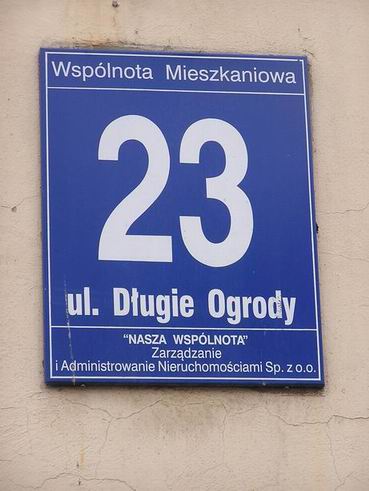 Wspólnota Mieszkaniowa
23
ul. Długie Ogrody
"NASZA WSPÓLNOTA"
Zarządzanie
i Administrowanie Nieruchomościami Sp. z o.o.